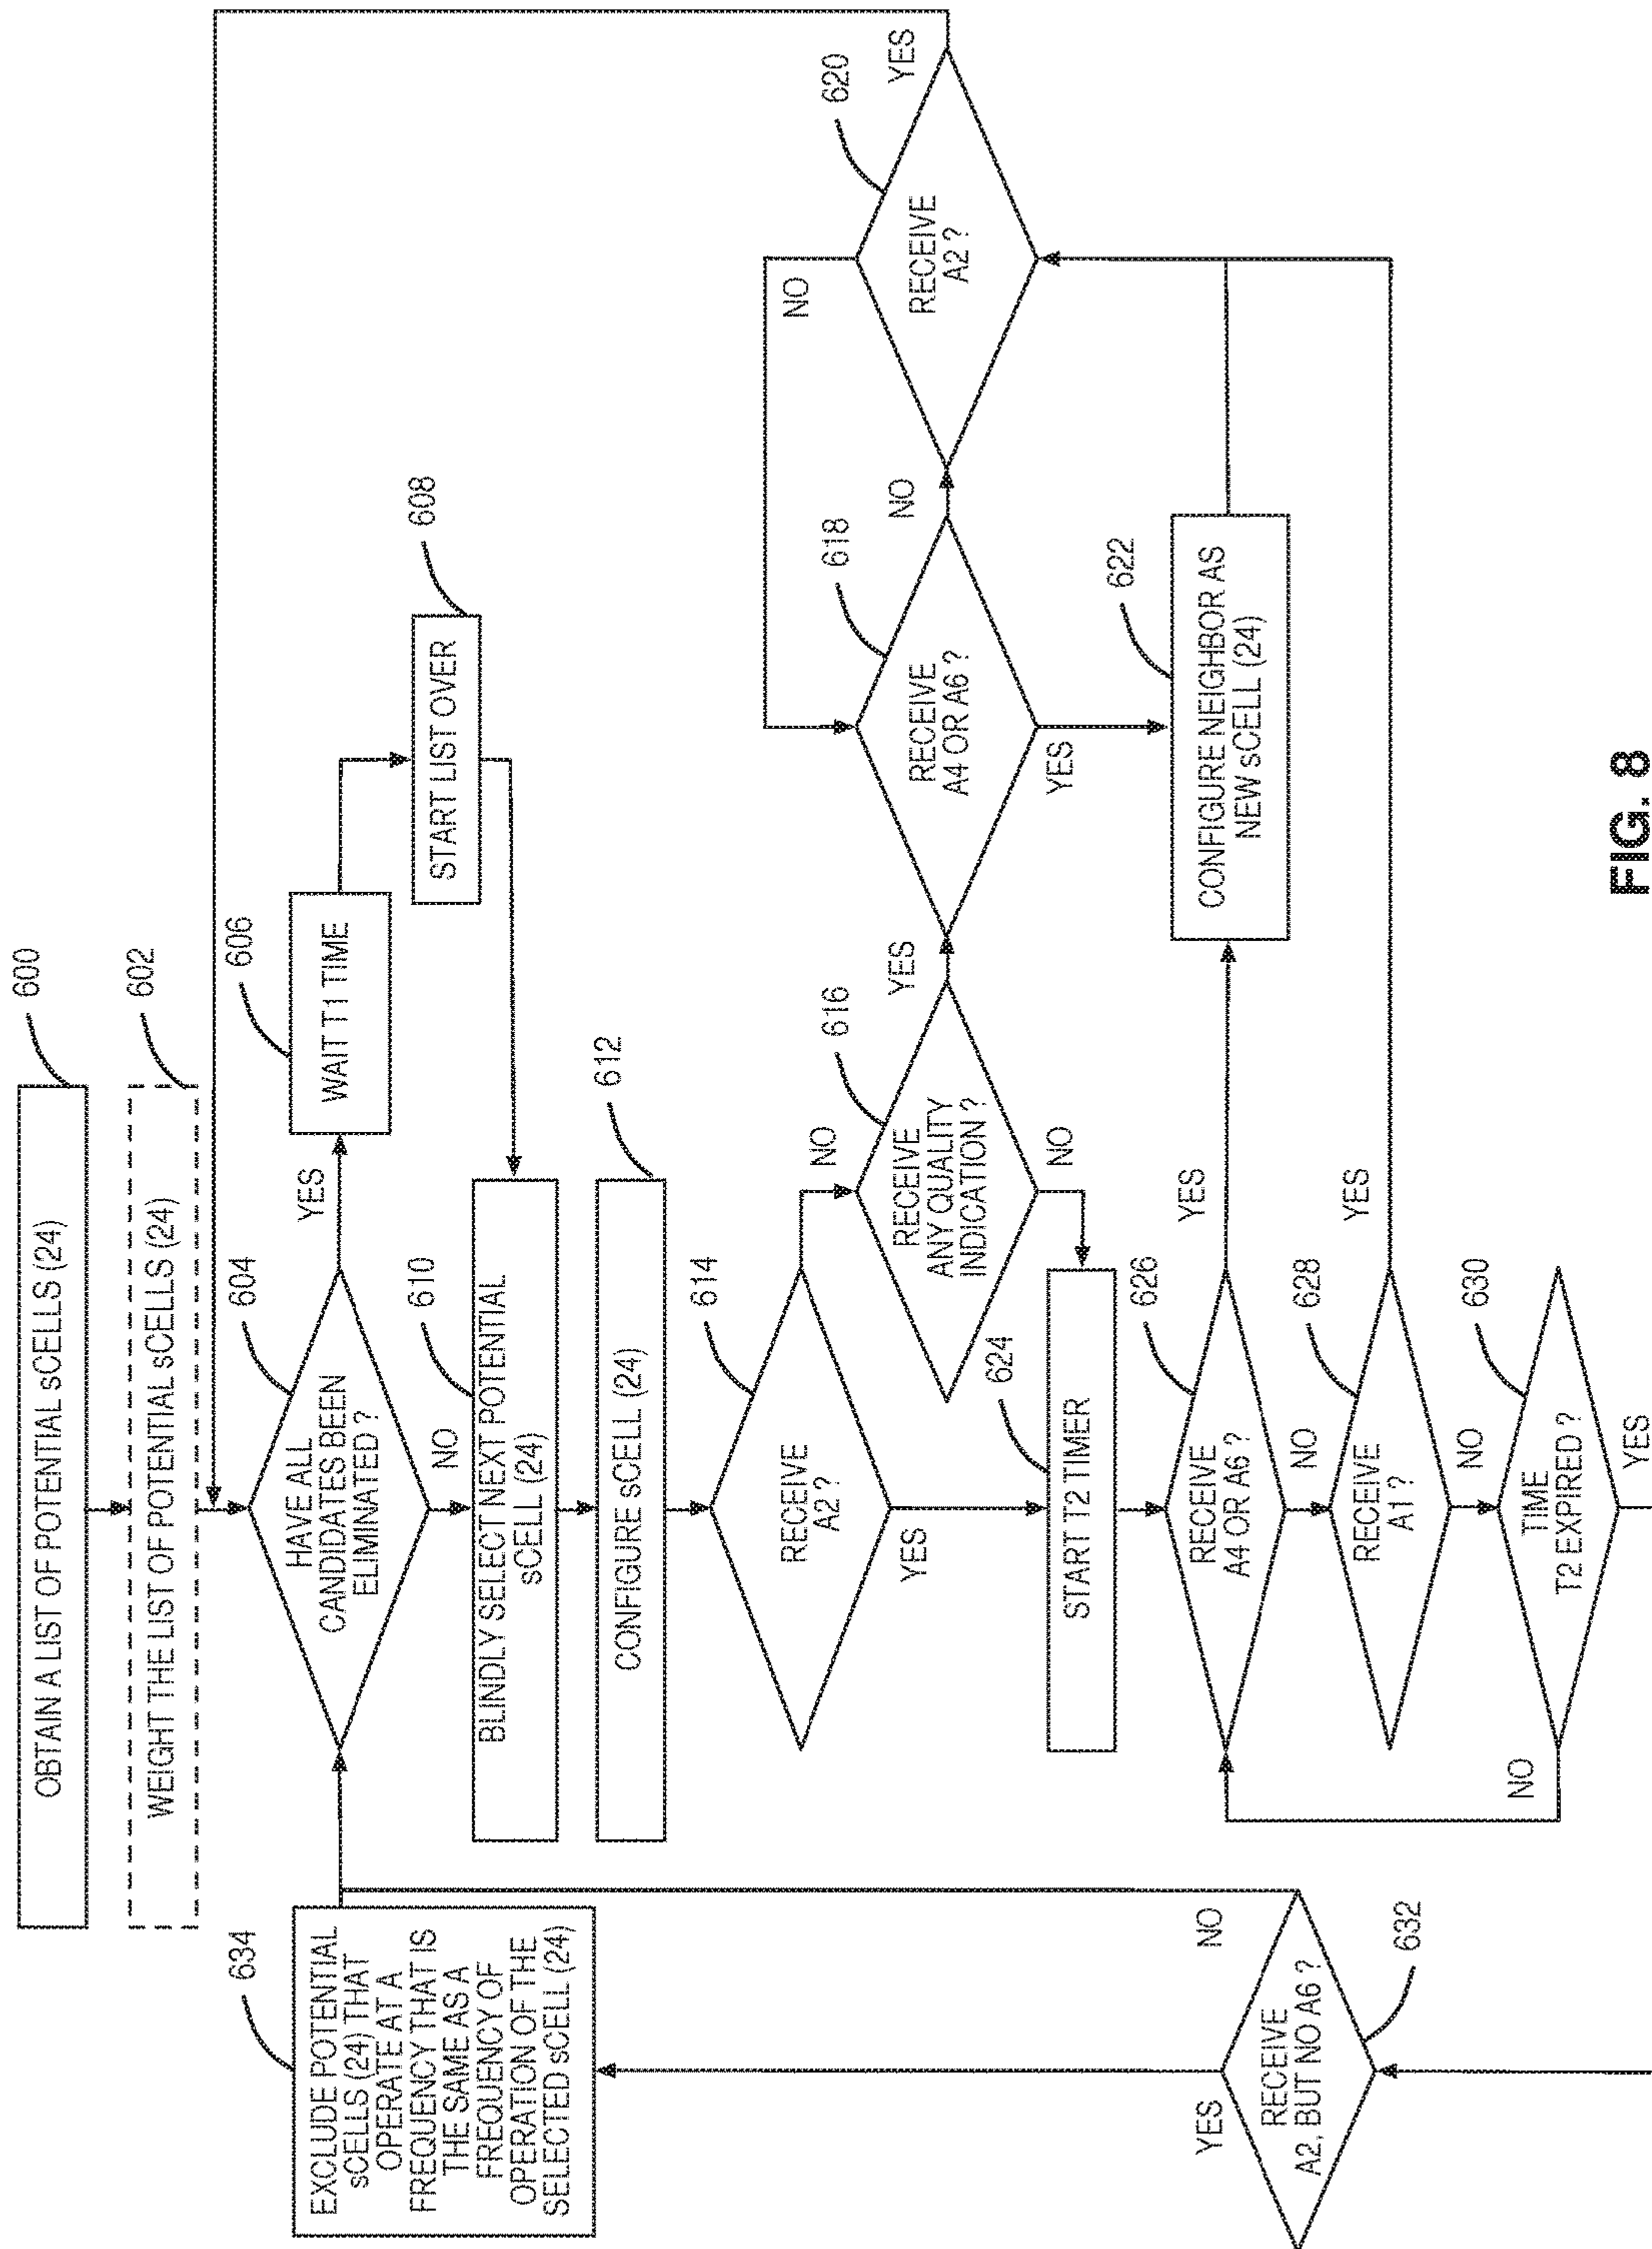 600
OBTAIN A LIST OF POTENTIAL sCELLS (24)
602
WEIGHT THE LIST OF POTENTIAL sCELLS (24)
604
HAVE ALL
CANDIDATES BEEN
ELIMINATED ?
YES
NO
606
WAIT T1 TIME
608
START LIST OVER
610
BLINDLY SELECT NEXT POTENTIAL
sCELL (24)
612
CONFIGURE sCELL (24)
614
RECEIVE
A2 ?
NO
YES
616
RECEIVE
ANY QUALITY
INDICATION ?
YES
NO
618
RECEIVE
A4 OR A6 ?
NO
YES
620
RECEIVE
A2 ?
NO
YES
622
CONFIGURE NEIGHBOR AS
NEW sCELL (24)
624
START T2 TIMER
626
RECEIVE
A4 OR A6 ?
YES
NO
628
RECEIVE
A1 ?
YES
NO
630
TIME
T2 EXPIRED ?
NO
YES
632
RECEIVE
A2, BUT NO A6 ?
NO
YES
634
EXCLUDE POTENTIAL
sCELLS (24) THAT
OPERATE AT A
FREQUENCY THAT IS
THE SAME AS A
FREQUENCY OF
OPERATION OF THE
SELECTED sCELL (24)
FIG. 8